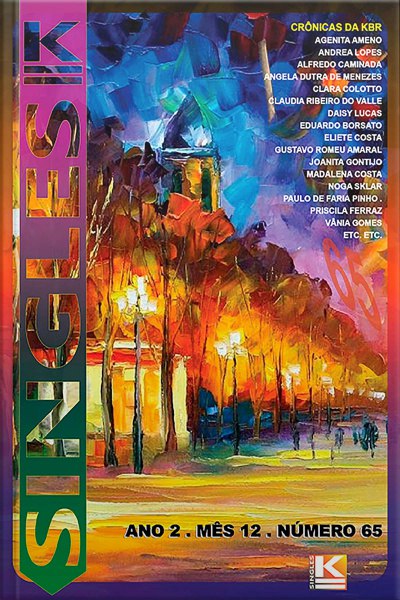 SINGLES K
CRÔNICAS DA KBR
AGENITA AMENO
ANDREA LOPES
ALFREDO CAMINADA
ANGELA DUTRA DE MENEZES
CLARA COLOTTO
CLAUDIA RIBEIRO DO VALLE
DAISY LUCAS
EDUARDO BORSATO
ELIETE COSTA
GUSTAVO ROMEU AMARAL
JOANITA GONTIJO
MADALENA COSTA
NOGA SKLAR
PAULO DE FARIA PINHO .
PRISCILA FERRAZ
VÂNIA GOMES
ETC. ETC.
65
ANO 2 . MÊS 12 . NÚMERO 65
SINGLES K